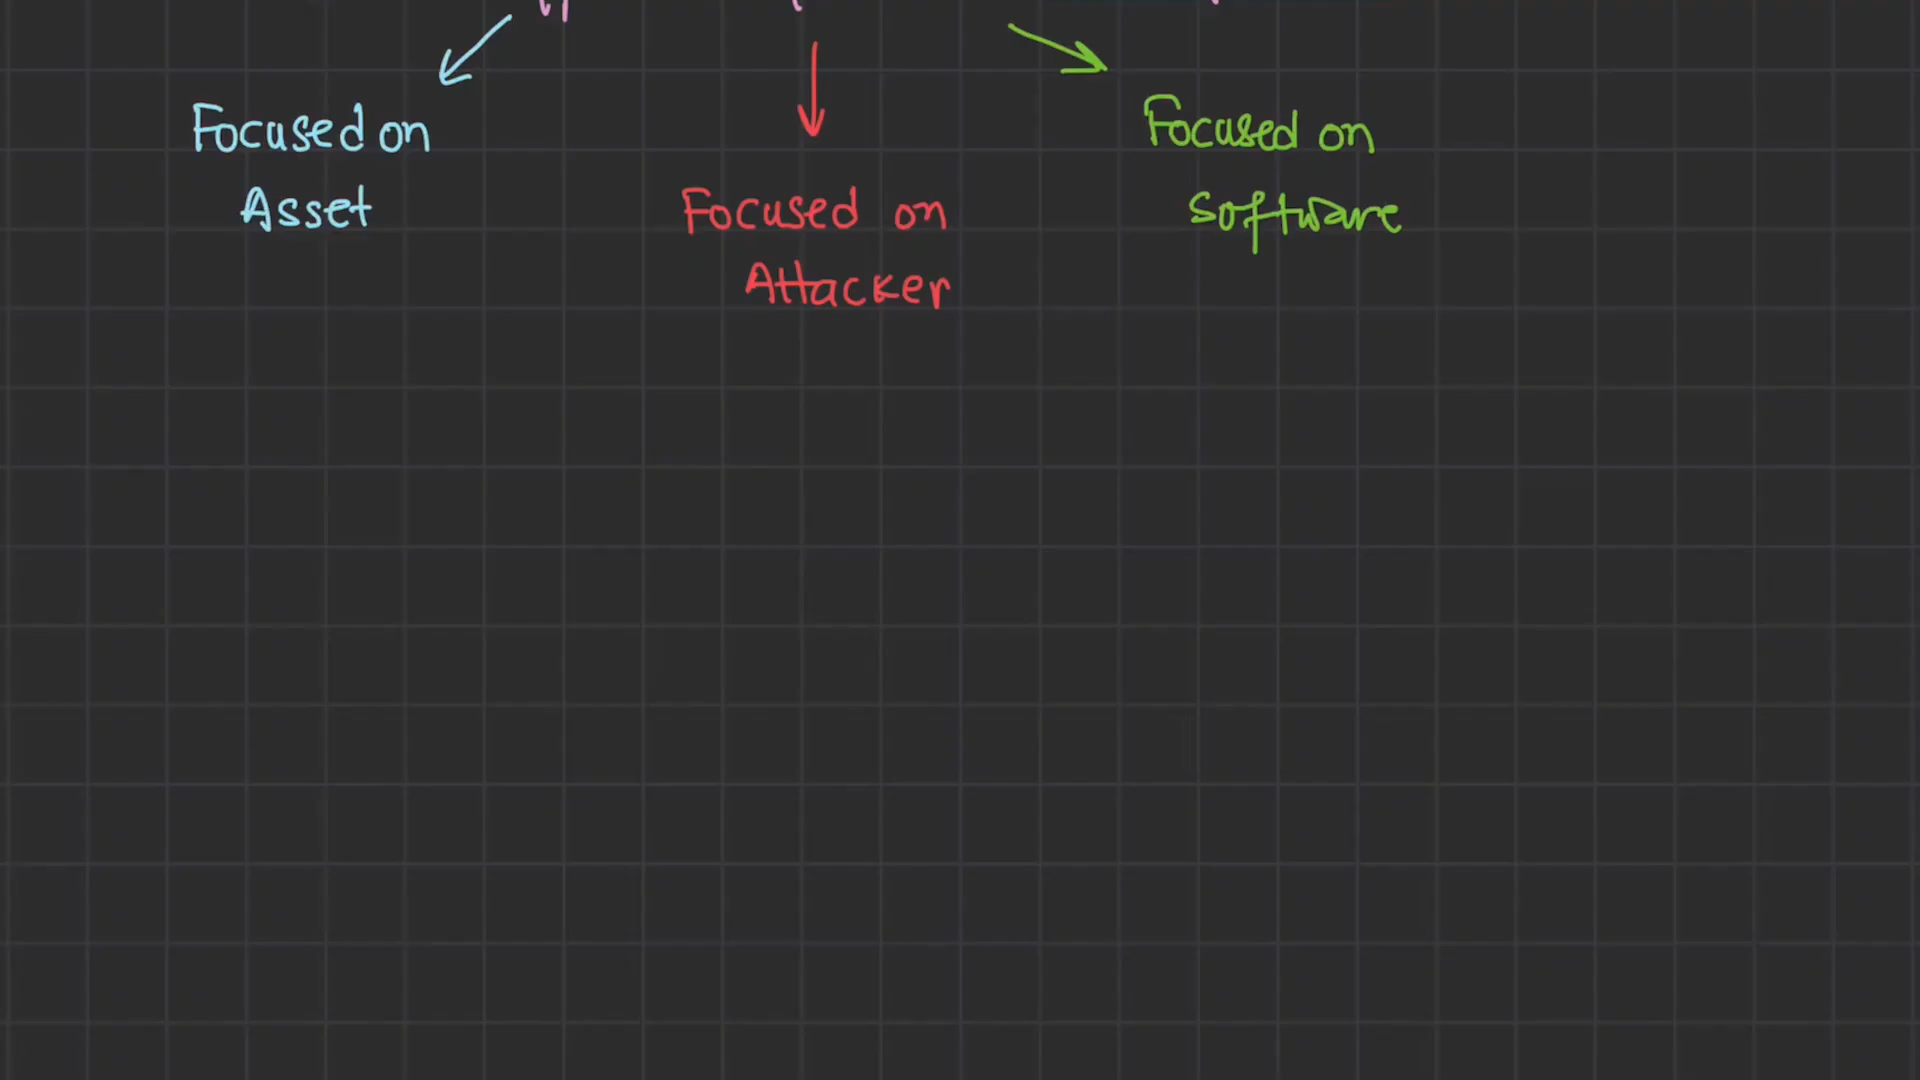 Focused on
Asset
Focused on
Attacker
Focused on
Software